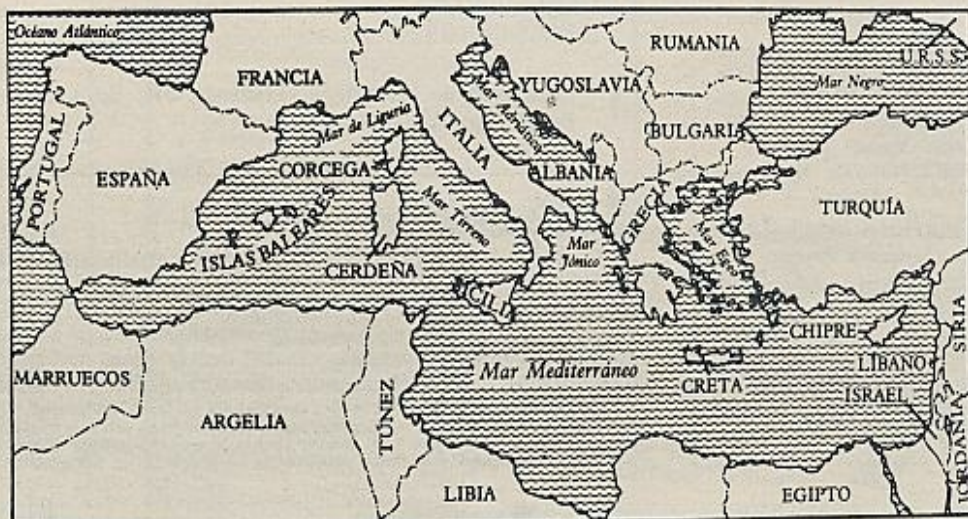 Océano Atlántico
FRANCIA
RUMANIA
U.R.S.S.
Mar Negro
YUGOSLAVIA
Mar Adriático
Mar de Liguria
ITALIA
BULGARIA
PORTUGAL
ESPAÑA
CORCEGA
ALBANIA
GRECIA
TURQUÍA
Mar Tirreno
ISLAS BALEARES
Mar Egeo
Mar
Jónico
CERDEÑA
SICILI
CHIPRE
SIRIA
MARRUECOS
Mar Mediterráneo
CRETA
LÍBANO
ISRAEL
ARGELIA
TÚNEZ
JORDANIA
LIBIA
EGIPTO